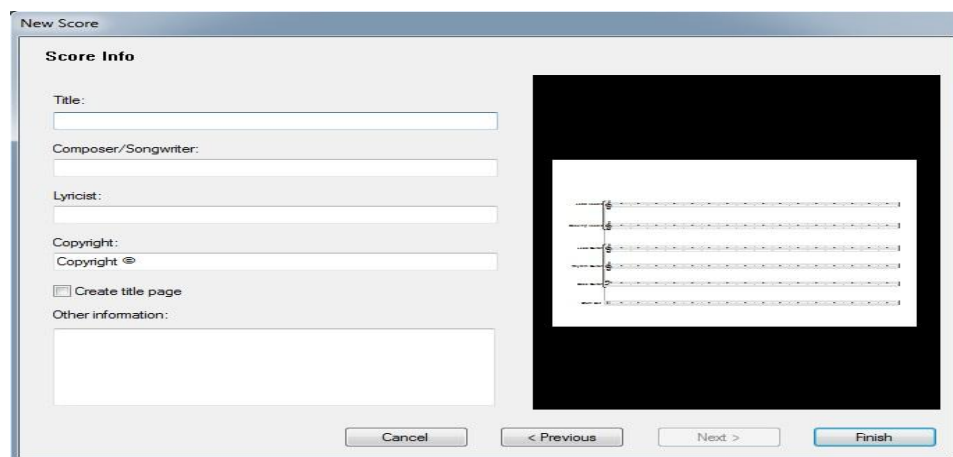 New Score
Score Info
Title:
Composer/Songwriter:
Lyricist:
Copyright:
Copyright ©
Create title page
Other information:
Cancel
< Previous
Next >
Finish